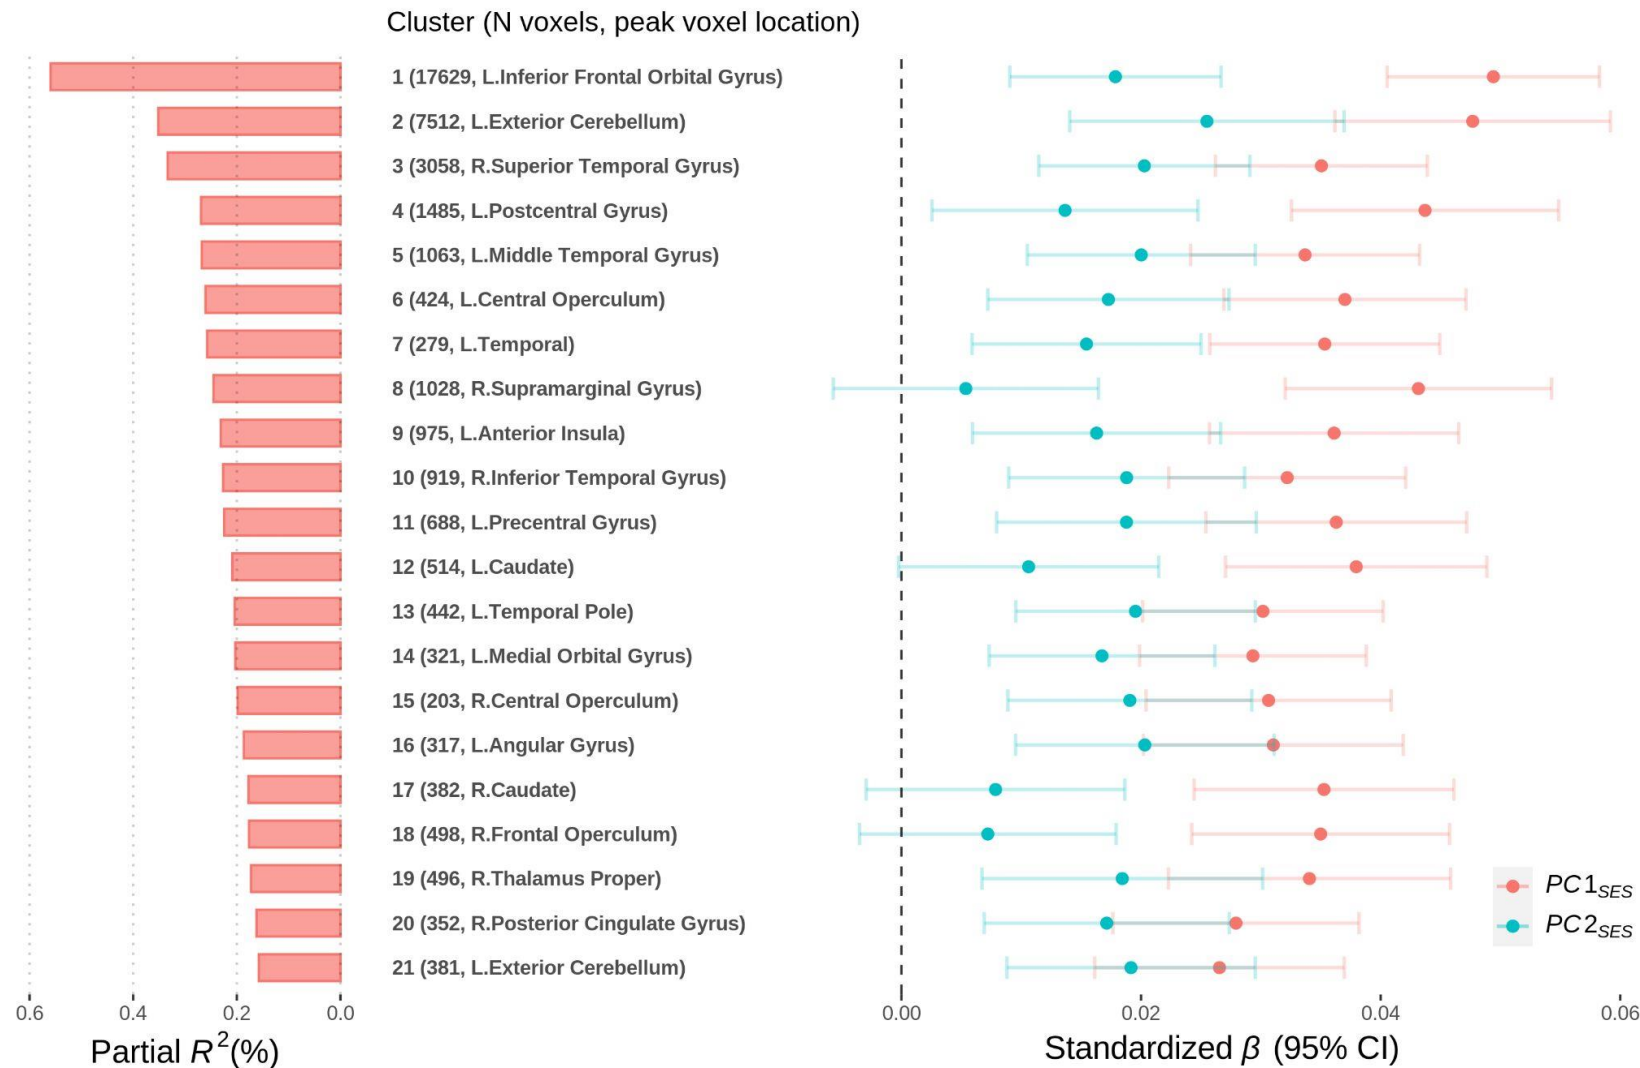 Cluster (N voxels, peak voxel location)
1 (17629, L.Inferior Frontal Orbital Gyrus)
2 (7512, L.Exterior Cerebellum)
3 (3058, R.Superior Temporal Gyrus)
4 (1485, L.Postcentral Gyrus)
5 (1063, L.Middle Temporal Gyrus)
6 (424, L.Central Operculum)
7 (279, L.Temporal)
8 (1028, R.Supramarginal Gyrus)
9 (975, L.Anterior Insula)
10 (919, R.Inferior Temporal Gyrus)
11 (688, L.Precentral Gyrus)
12 (514, L.Caudate)
13 (442, L.Temporal Pole)
14 (321, L.Medial Orbital Gyrus)
15 (203, R.Central Operculum)
16 (317, L.Angular Gyrus)
17 (382, R.Caudate)
18 (498, R.Frontal Operculum)
19 (496, R.Thalamus Proper)
20 (352, R.Posterior Cingulate Gyrus)
21 (381, L.Exterior Cerebellum)
PC1SES
PC2SES
0.6 0.4 0.2 0.0
Partial R²(%)
0.00 0.02 0.04 0.06
Standardized β (95% CI)